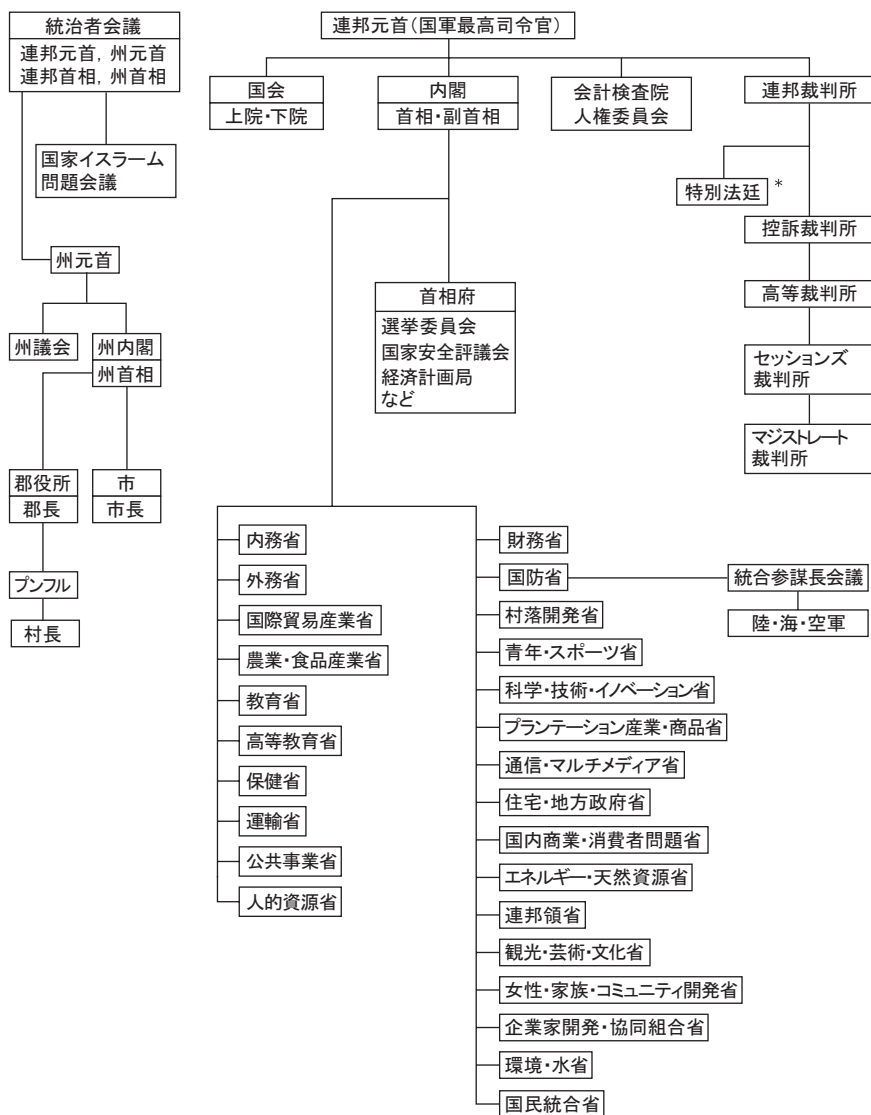 統治者会議
連邦元首，州元首
連邦首相，州首相
国家イスラーム
問題会議
州元首
州議会
州内閣
州首相
郡役所
郡長
市
市長
プンフル
村長
連邦元首（国軍最高司令官）
国会
上院・下院
内閣
首相・副首相
会計検査院
人権委員会
連邦裁判所
特別法廷 *
控訴裁判所
高等裁判所
セッションズ
裁判所
マジストレート
裁判所
首相府
選挙委員会
国家安全評議会
経済計画局
など
内務省
外務省
国際貿易産業省
農業・食品産業省
教育省
高等教育省
保健省
運輸省
公共事業省
人的資源省
財務省
国防省
統合参謀長会議
陸・海・空軍
村落開発省
青年・スポーツ省
科学・技術・イノベーション省
プランテーション産業・商品省
通信・マルチメディア省
住宅・地方政府省
国内商業・消費者問題省
エネルギー・天然資源省
連邦領省
観光・芸術・文化省
女性・家族・コミュニティ開発省
企業家開発・協同組合省
環境・水省
国民統合省